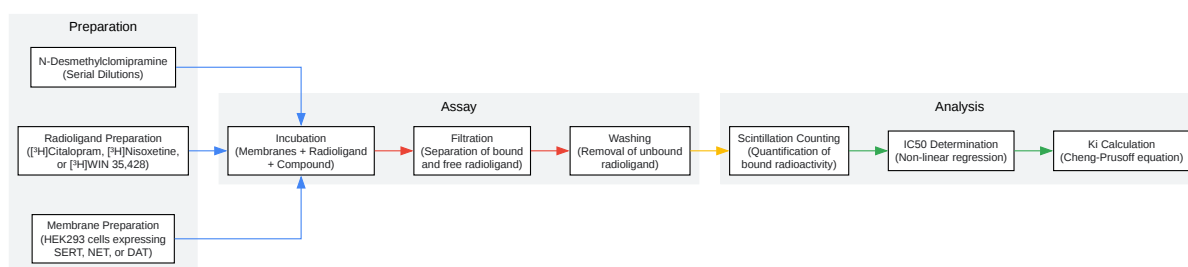 Preparation
N-Desmethylclomipramine
(Serial Dilutions)
Radioligand Preparation
([³H]Citalopram, [³H]Nisoxetine,
or [³H]WIN 35,428)
Membrane Preparation
(HEK293 cells expressing
SERT, NET, or DAT)
Assay
Incubation
(Membranes + Radioligand
+ Compound)
Filtration
(Separation of bound
and free radioligand)
Washing
(Removal of unbound
radioligand)
Analysis
Scintillation Counting
(Quantification of
bound radioactivity)
IC50 Determination
(Non-linear regression)
Ki Calculation
(Cheng-Prusoff equation)